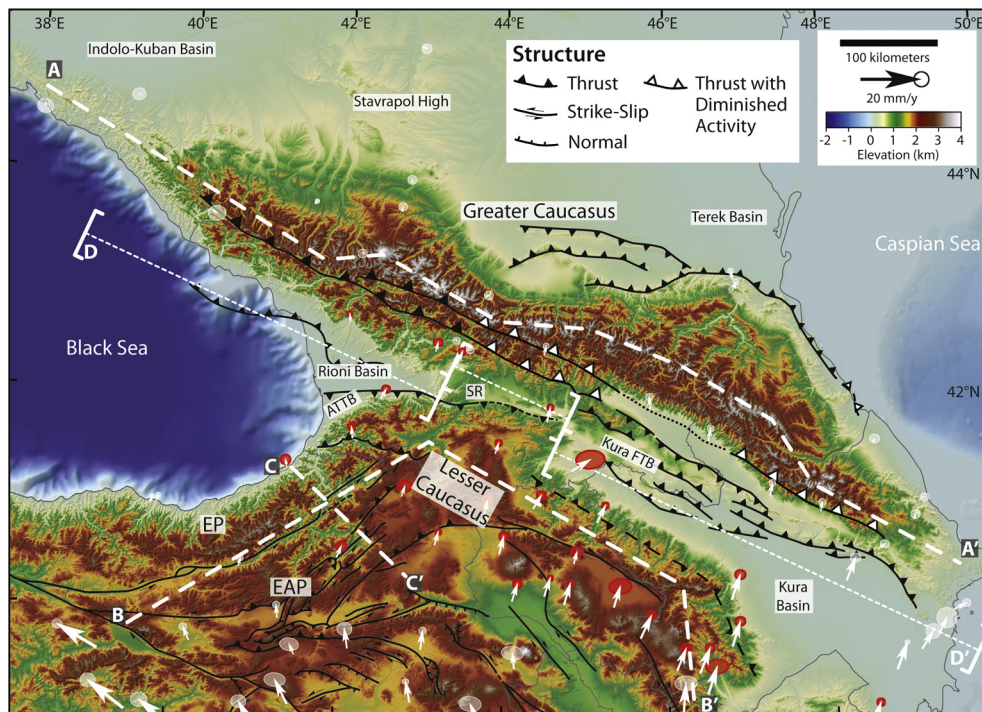 38°E
40°E
42°E
44°E
46°E
48°E
50°E
Indolo-Kuban Basin
A
Stavrapol High
Structure
Thrust
Strike-Slip
Normal
Thrust with
Diminished
Activity
100 kilometers
20 mm/y
-2 -1 0 1 2 3 4
Elevation (km)
44°N
Greater Caucasus
Terek Basin
Caspian Sea
D
Black Sea
Rioni Basin
ATTB
SR
42°N
Kura FTB
C
Lesser
Caucasus
EP
EAP
C'
B
Kura
Basin
A'
D'
B'